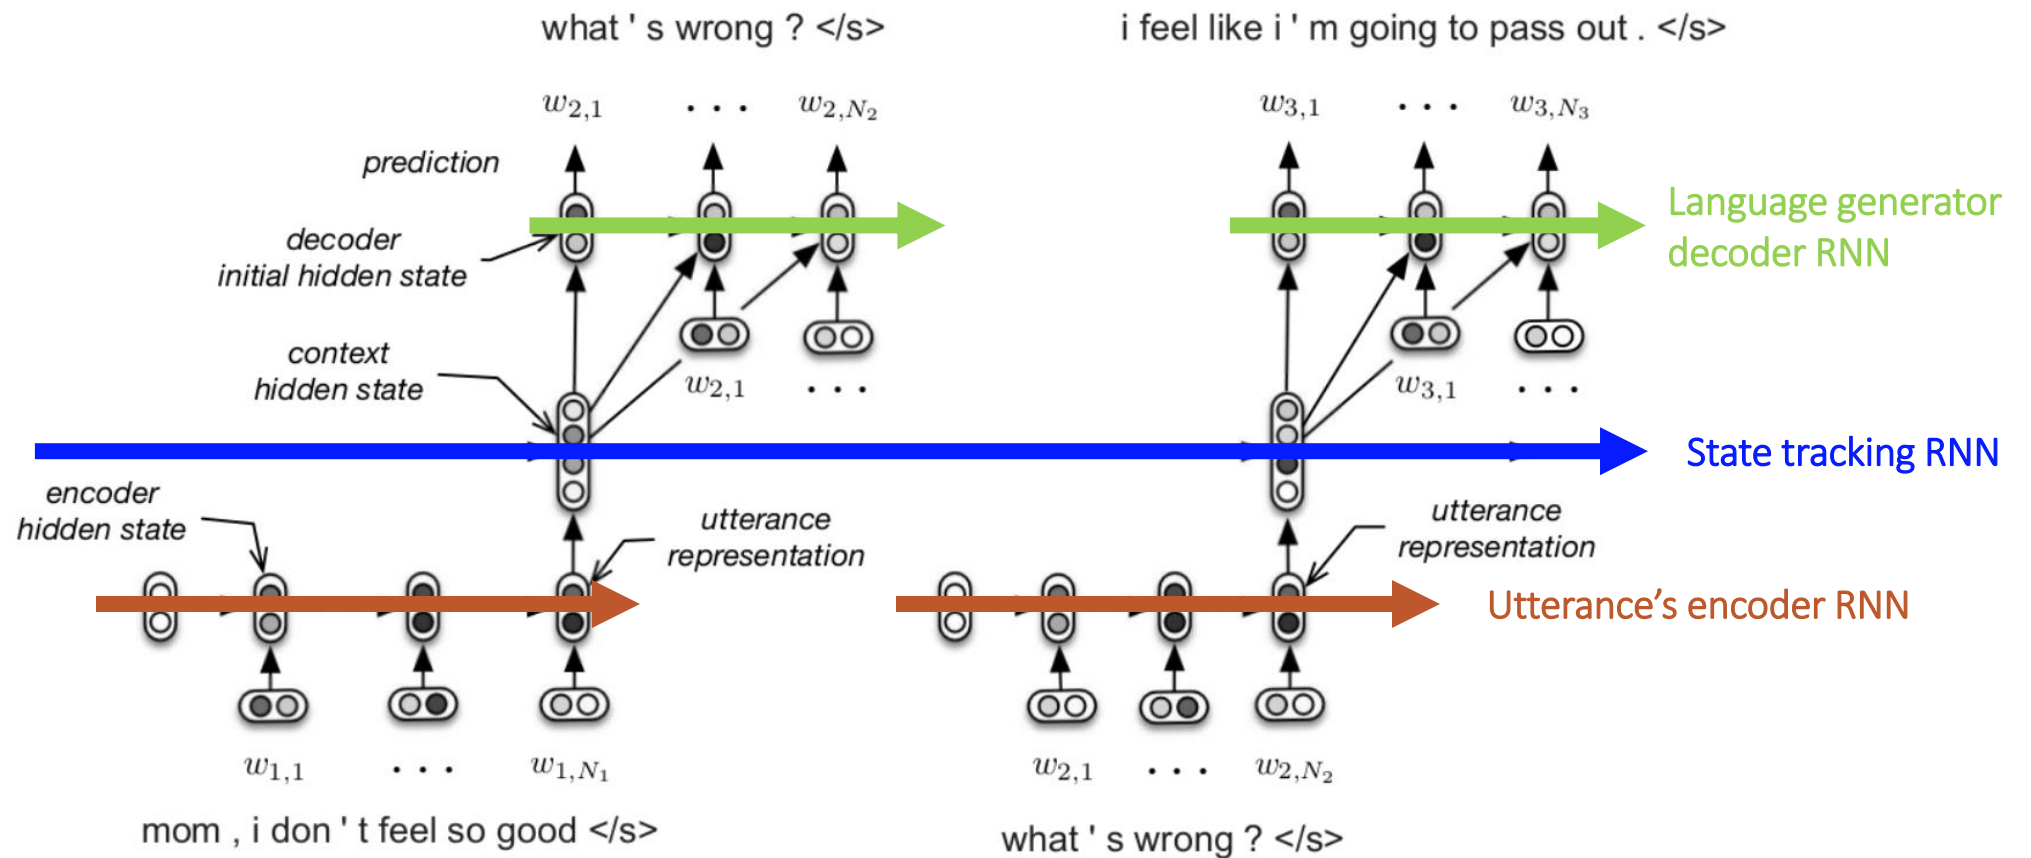 what ' s wrong ? </s>
i feel like i ' m going to pass out . </s>
w2,1 . . . w2,N2
w3,1 . . . w3,N3
prediction
Language generator
decoder RNN
decoder
initial hidden state
context
hidden state
w2,1 . . .
w3,1 . . .
State tracking RNN
encoder
hidden state
utterance
representation
utterance
representation
Utterance’s encoder RNN
w1,1 . . . w1,N1
w2,1 . . . w2,N2
mom , i don ' t feel so good </s>
what ' s wrong ? </s>